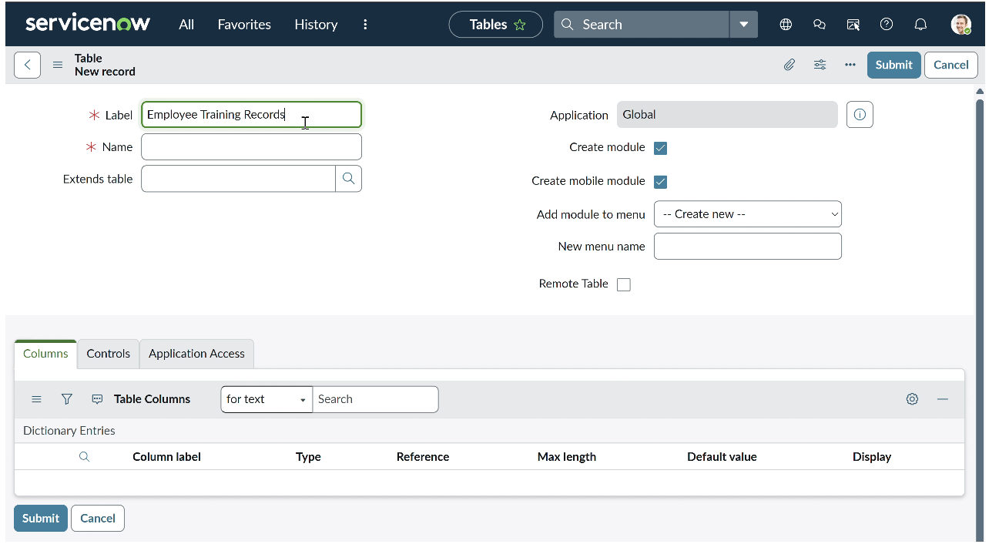 servicenow All Favorites History Tables Search
Table
New record
Submit Cancel
Label Employee Training Records
Name
Extends table
Application Global
Create module
Create mobile module
Add module to menu -- Create new --
New menu name
Remote Table
Columns Controls Application Access
Table Columns for text Search
Dictionary Entries
Column label Type Reference Max length Default value Display
Submit Cancel